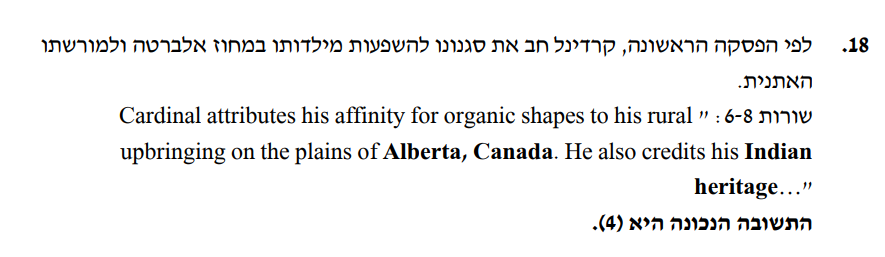 18. לפי הפסקה הראשונה, קרדינל חב את סגנונו להשפעות מילדותו במחוז אלברטה ולמורשתו
האתנית.
שורות 6-8 : ״ Cardinal attributes his affinity for organic shapes to his rural
upbringing on the plains of Alberta, Canada. He also credits his Indian
heritage…״
התשובה הנכונה היא (4).